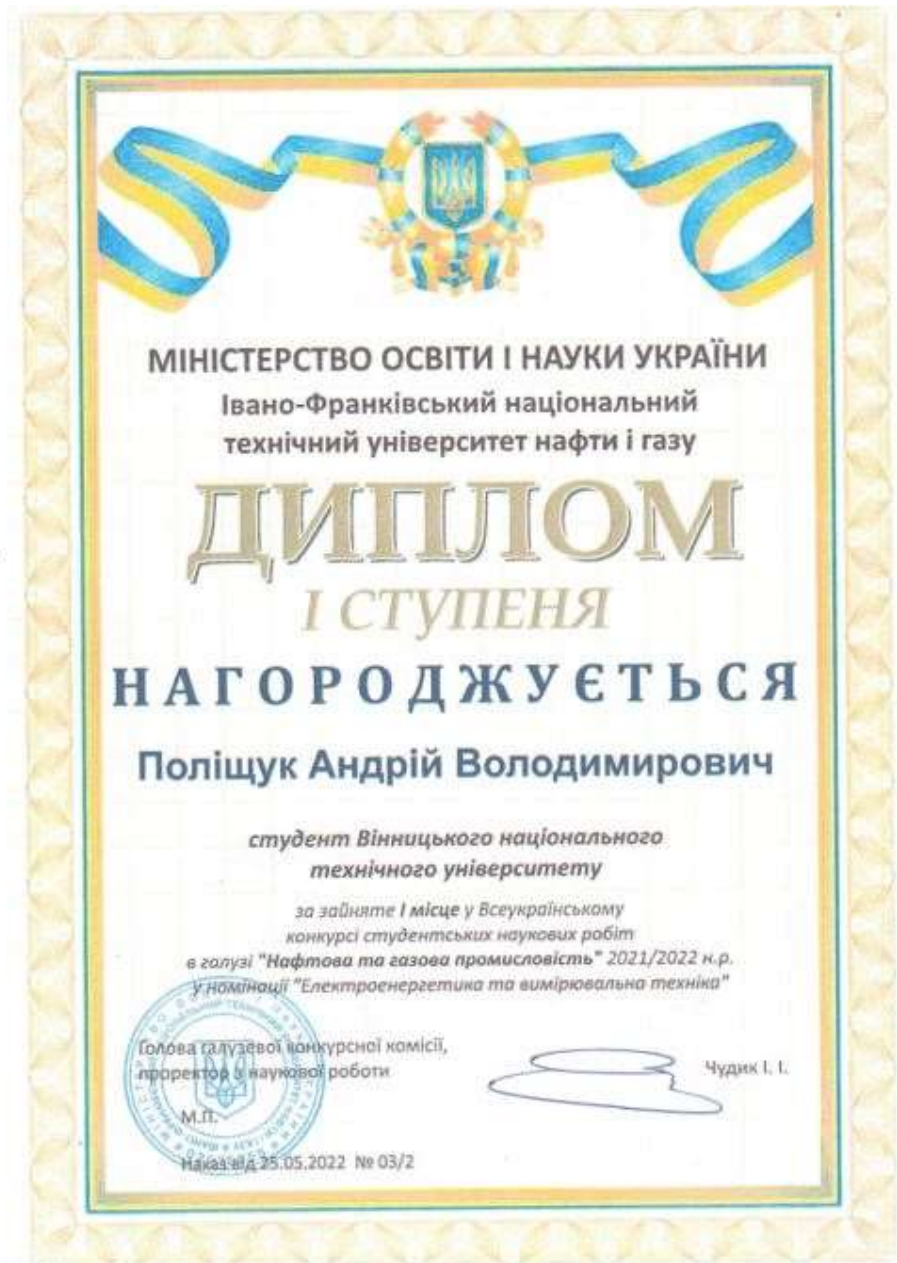 МІНІСТЕРСТВО ОСВІТИ І НАУКИ УКРАЇНИ
Івано-Франківський національний
технічний університет нафти і газу
ДИПЛОМ
І СТУПЕНЯ
НАГОРОДЖУЄТЬСЯ
Поліщук Андрій Володимирович
студент Вінницького національного
технічного університету
за зайняте І місце у Всеукраїнському
конкурсі студентських наукових робіт
в галузі "Нафтова та газова промисловість" 2021/2022 н.р.
у номінації "Електроенергетика та вимірювальна техніка"
Голова галузевої конкурсної комісії,
проректор з наукової роботи
Чудик І. І.
М.П.
Наказ від 25.05.2022 № 03/2